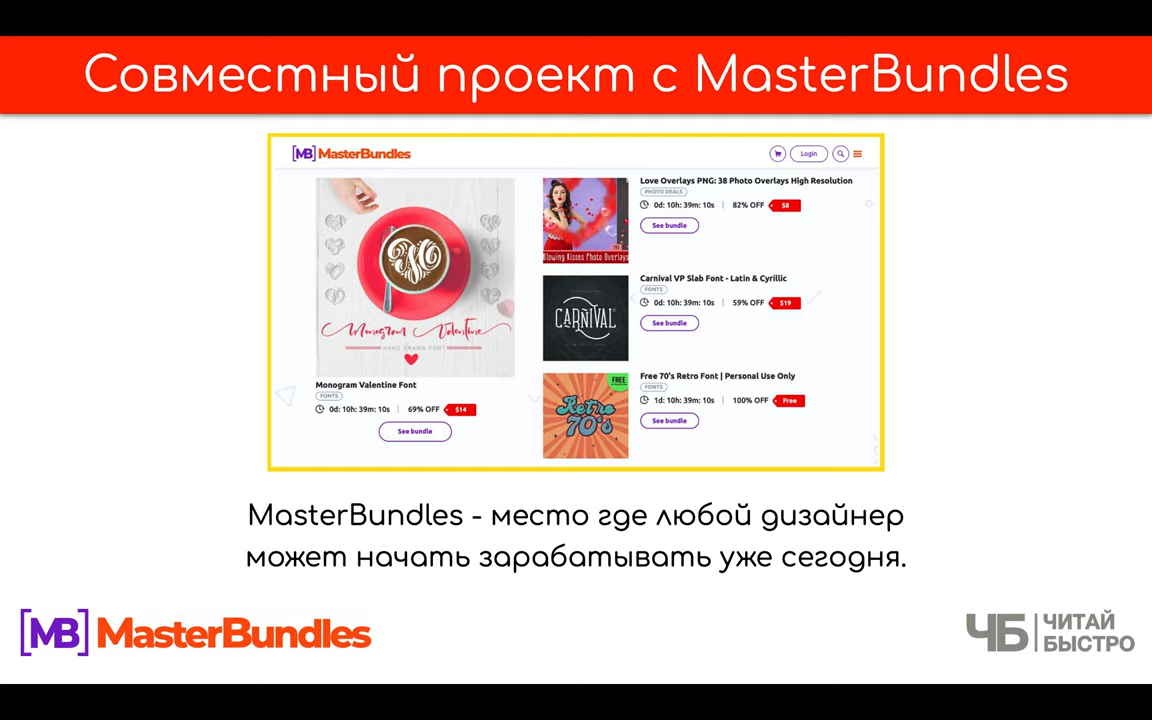 Совместный проект с MasterBundles
[MB] MasterBundles
Login
Monogram Valentine
HAND DRAWN FONT
Monogram Valentine Font
FONTS
0d: 10h: 39m: 10s | 69% OFF $14
See bundle
FREE
Blowing Kisses Photo Overlays
Love Overlays PNG: 38 Photo Overlays High Resolution
PHOTO DEALS
0d: 10h: 39m: 10s | 82% OFF $8
See bundle
CARNIVAL
Carnival VP Slab Font - Latin & Cyrillic
FONTS
0d: 10h: 39m: 10s | 59% OFF $19
See bundle
Retro
70's
Free 70's Retro Font | Personal Use Only
FONTS
1d: 10h: 39m: 10s | 100% OFF Free
See bundle
MasterBundles - место где любой дизайнер
может начать зарабатывать уже сегодня.
[MB] MasterBundles
ЧБ ЧИТАЙ
БЫСТРО